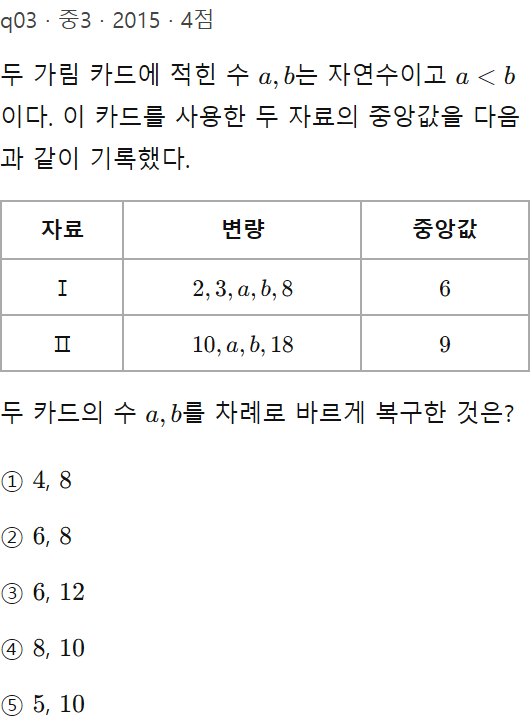 q03 · 중3 · 2015 · 4점
두 가림 카드에 적힌 수 a, b는 자연수이고 a < b
이다. 이 카드를 사용한 두 자료의 중앙값을 다음
과 같이 기록했다.
자료 변량 중앙값
Ⅰ 2, 3, a, b, 8 6
Ⅱ 10, a, b, 18 9
두 카드의 수 a, b를 차례로 바르게 복구한 것은?
① 4, 8
② 6, 8
③ 6, 12
④ 8, 10
⑤ 5, 10